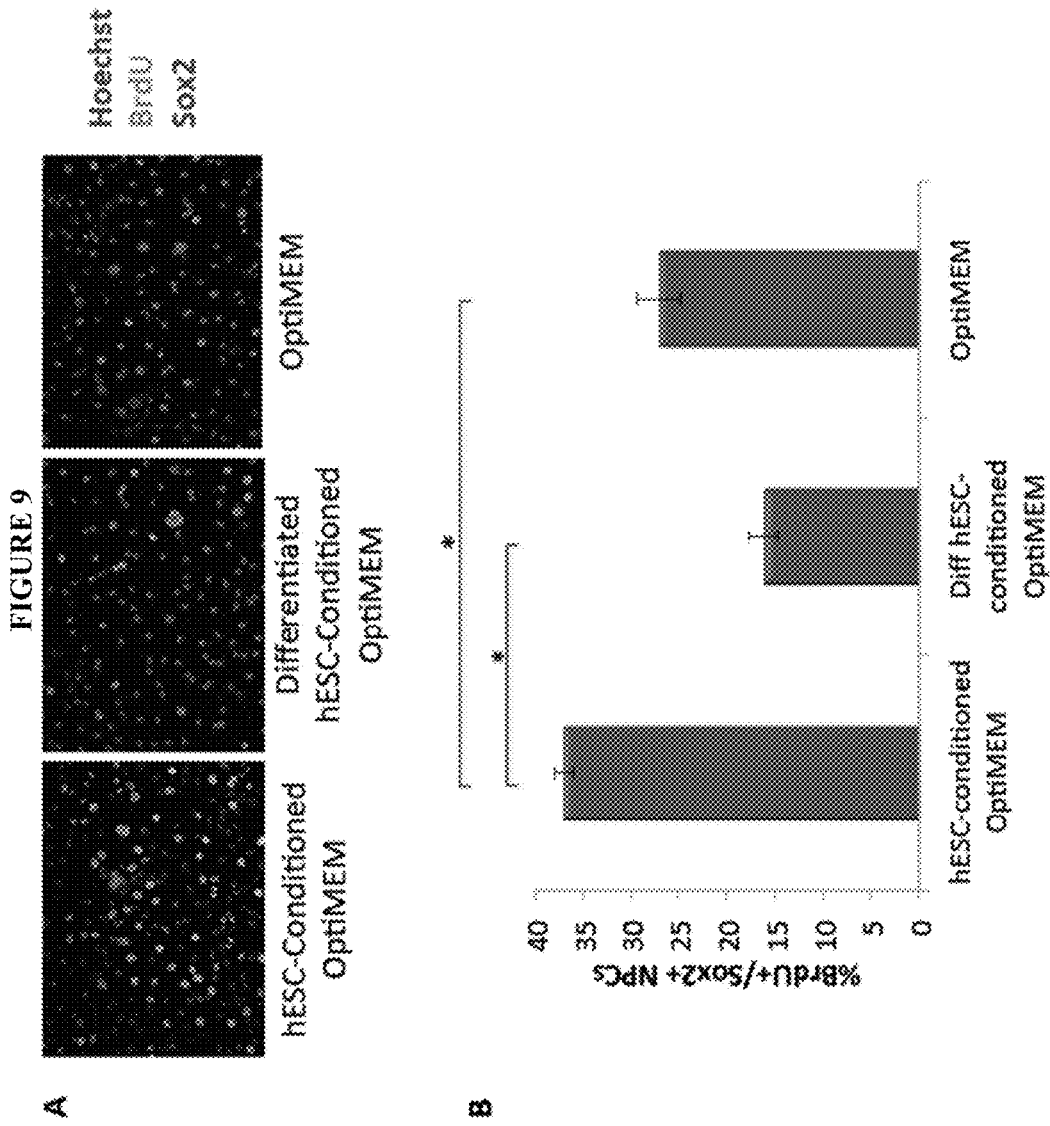 FIGURE 9
A
Hoechst
BrdU
Sox2
hESC-Conditioned
OptiMEM
Differentiated
hESC-Conditioned
OptiMEM
OptiMEM
B
%BrdU+/Sox2+ NPCs
40
35
30
25
20
15
10
5
0
*
*
hESC-conditioned
OptiMEM
Diff hESC-
conditioned
OptiMEM
OptiMEM